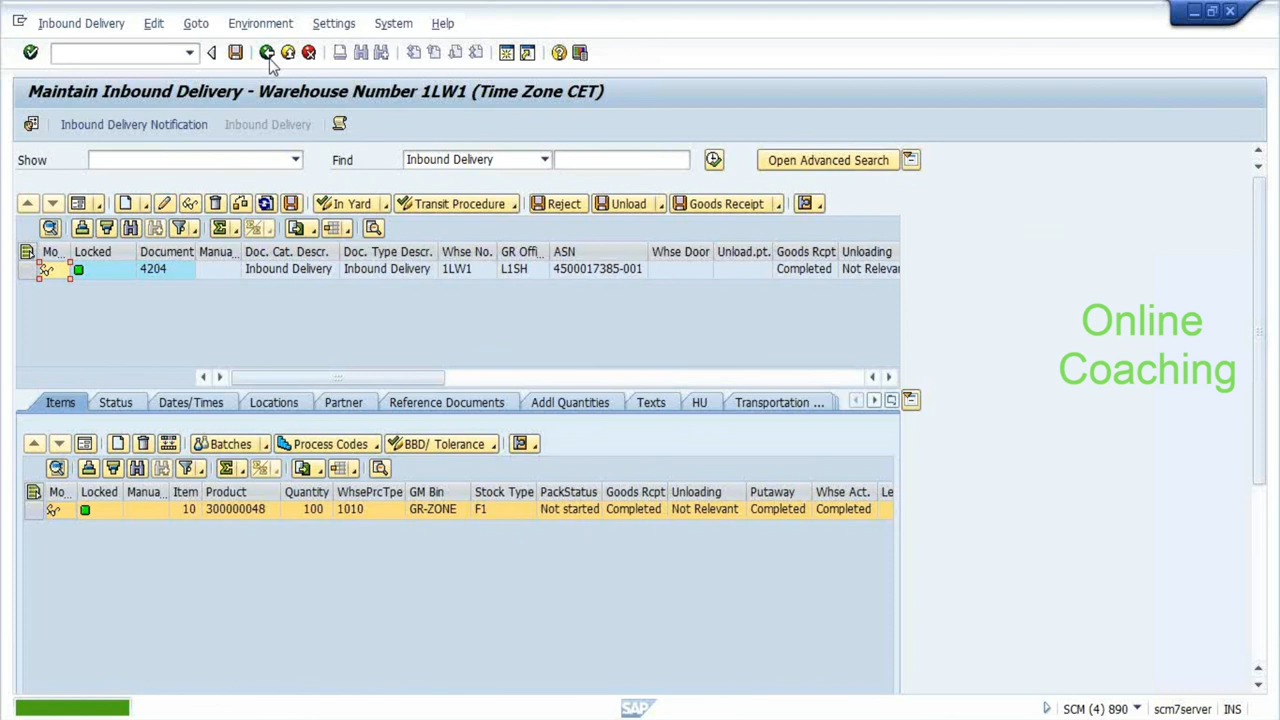 Inbound Delivery Edit Goto Environment Settings System Help
Maintain Inbound Delivery - Warehouse Number 1LW1 (Time Zone CET)
Inbound Delivery Notification Inbound Delivery
Show Find Inbound Delivery Open Advanced Search
In Yard Transit Procedure Reject Unload Goods Receipt
Mo... Locked Document Manua... Doc. Cat. Descr. Doc. Type Descr. Whse No. GR Offi... ASN Whse Door Unload.pt. Goods Rcpt Unloading
4204 Inbound Delivery Inbound Delivery 1LW1 L1SH 4500017385-001 Completed Not Relevan
Online
Coaching
Items Status Dates/Times Locations Partner Reference Documents Addl Quantities Texts HU Transportation ...
Batches Process Codes BBD/ Tolerance
Mo... Locked Manua... Item Product Quantity WhsePrcTpe GM Bin Stock Type PackStatus Goods Rcpt Unloading Putaway Whse Act. Le
10 300000048 100 1010 GR-ZONE F1 Not started Completed Not Relevant Completed Completed
SAP SCM (4) 890 scm7server INS